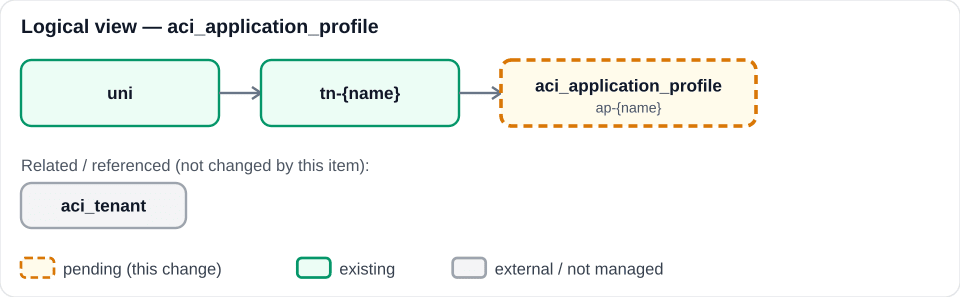 Logical view — aci_application_profile
uni
tn-{name}
aci_application_profile
ap-{name}
Related / referenced (not changed by this item):
aci_tenant
pending (this change)
existing
external / not managed